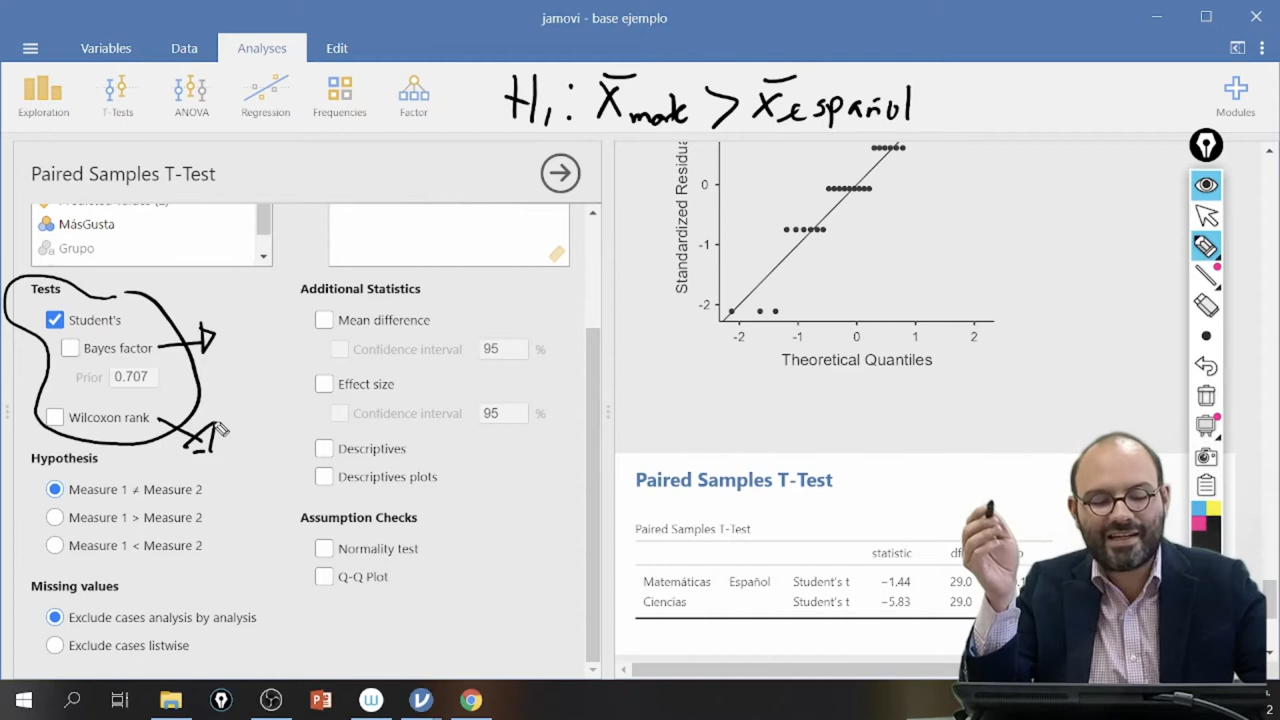 jamovi - base ejemplo
Variables Data Analyses Edit
H₁: X̄mate > X̄español
Exploration T-Tests ANOVA Regression Frequencies Factor Modules
Paired Samples T-Test
MásGusta
Grupo
Tests
Student's
Bayes factor
Prior 0.707
Wilcoxon rank
Hypothesis
Measure 1 ≠ Measure 2
Measure 1 > Measure 2
Measure 1 < Measure 2
Missing values
Exclude cases analysis by analysis
Exclude cases listwise
Additional Statistics
Mean difference
Confidence interval 95 %
Effect size
Confidence interval 95 %
Descriptives
Descriptives plots
Assumption Checks
Normality test
Q-Q Plot
Standardized Residua
0
-1
-2
-2 -1 0 1 2
Theoretical Quantiles
Paired Samples T-Test
Paired Samples T-Test
statistic
Matemáticas Español Student's t −1.44 29.0
Ciencias Student's t −5.83 29.0